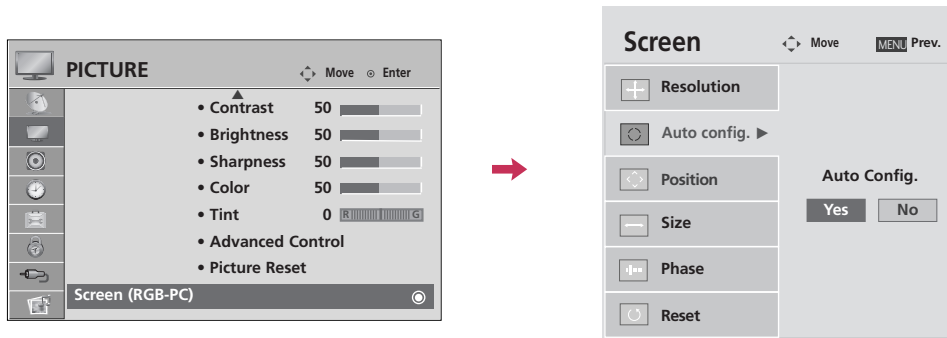 PICTURE
Move ⊙ Enter
• Contrast 50
• Brightness 50
• Sharpness 50
• Color 50
• Tint 0 R G
• Advanced Control
• Picture Reset
Screen (RGB-PC)
Screen
Move MENU Prev.
Resolution
Auto config. ►
Position
Size
Phase
Reset
Auto Config.
Yes No